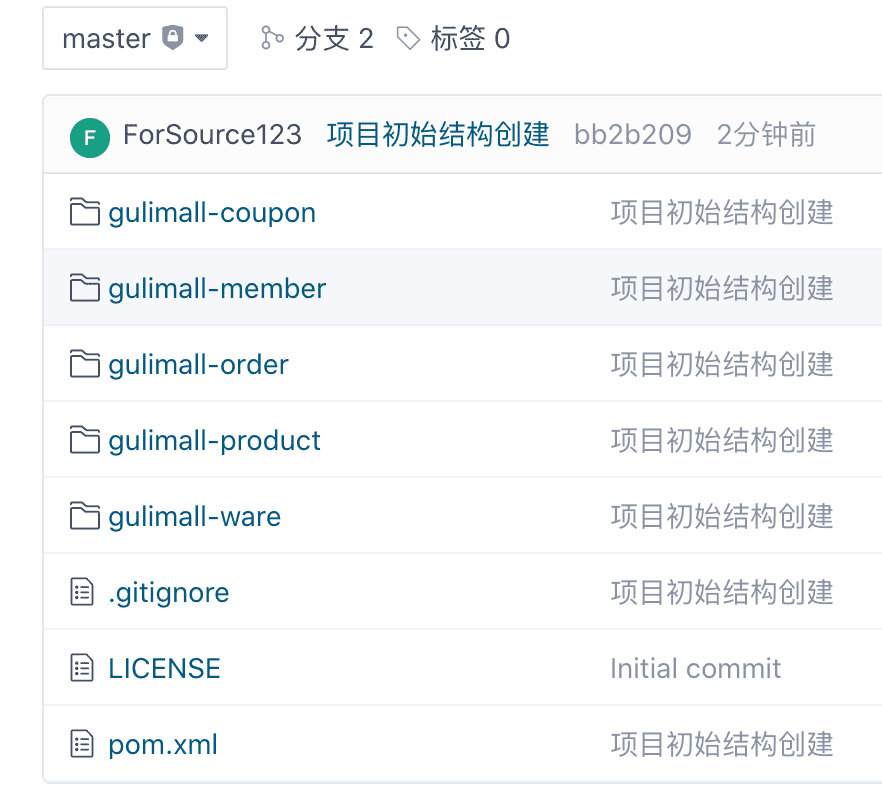 master 分支 2 标签 0
F ForSource123 项目初始结构创建 bb2b209 2分钟前
gulimall-coupon 项目初始结构创建
gulimall-member 项目初始结构创建
gulimall-order 项目初始结构创建
gulimall-product 项目初始结构创建
gulimall-ware 项目初始结构创建
.gitignore 项目初始结构创建
LICENSE Initial commit
pom.xml 项目初始结构创建